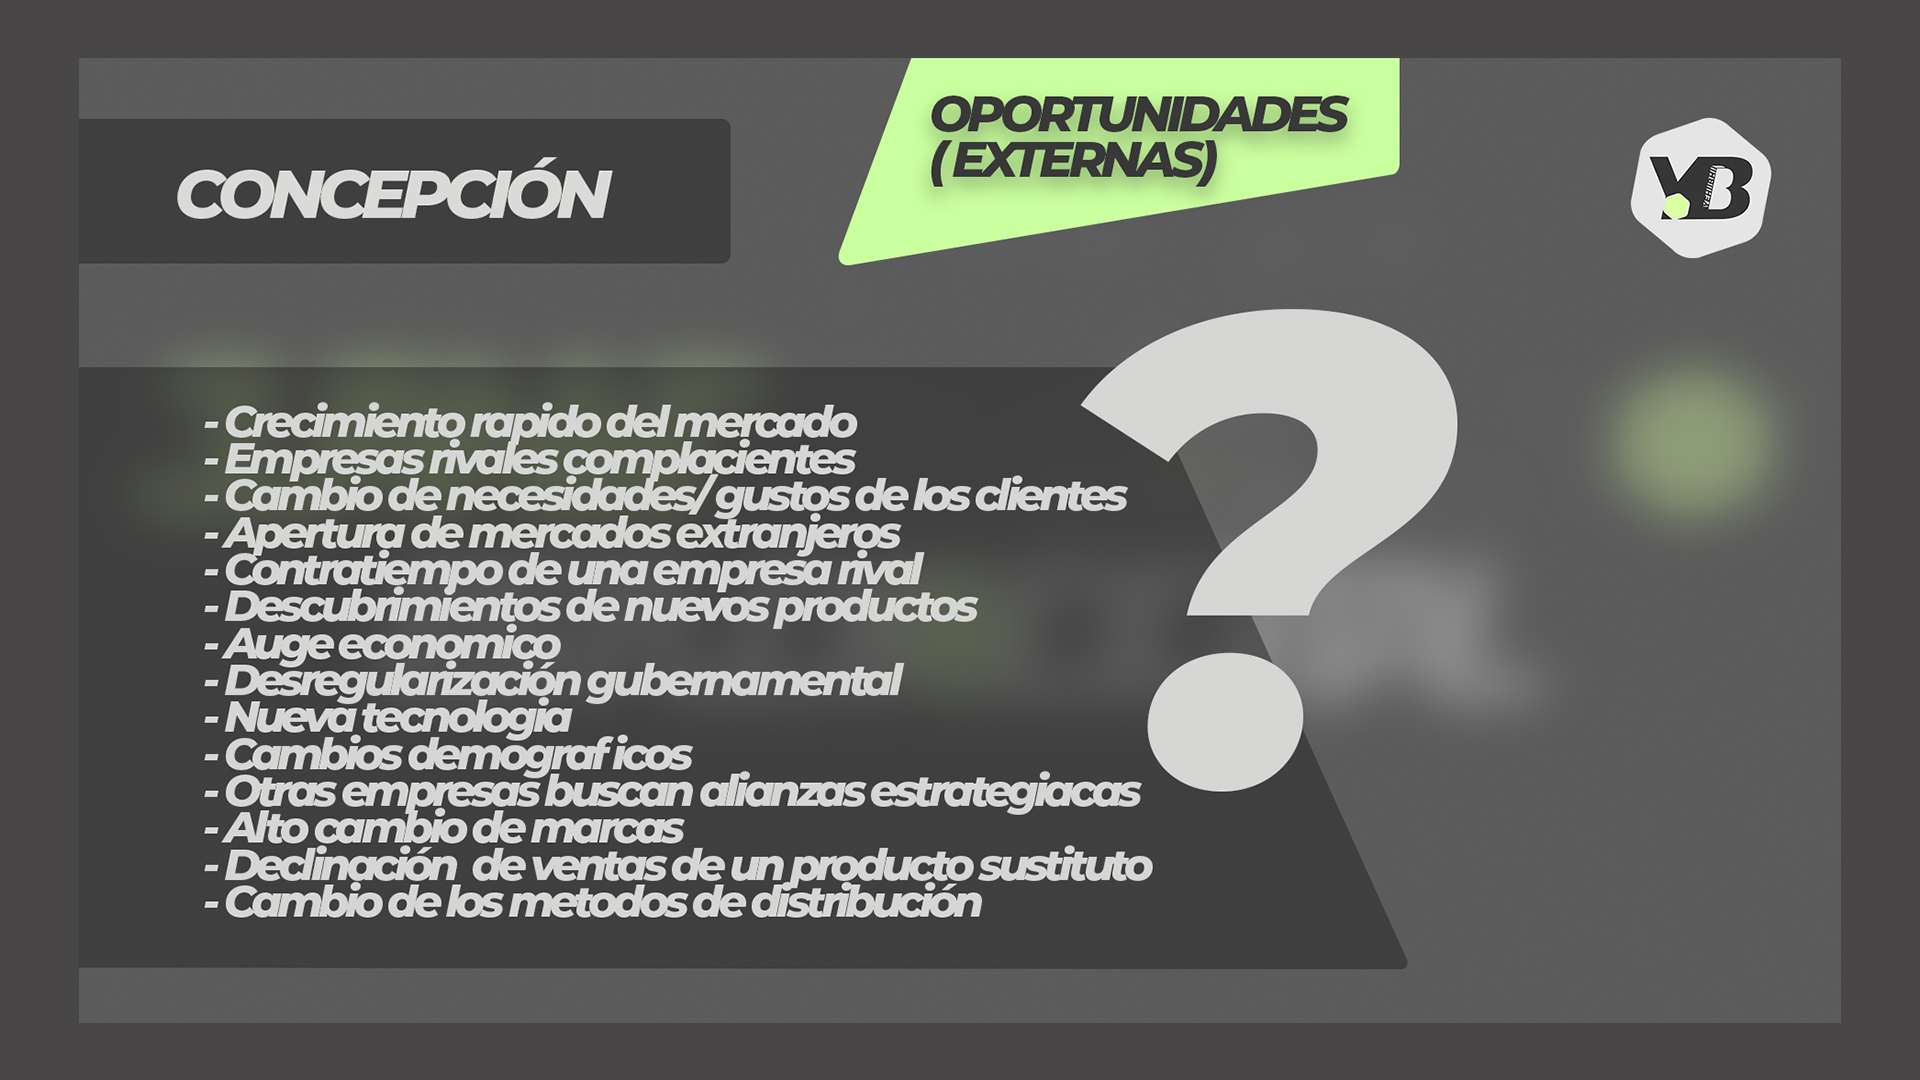 CONCEPCIÓN
OPORTUNIDADES
( EXTERNAS)
YB
- Crecimiento rapido del mercado
- Empresas rivales complacientes
- Cambio de necesidades/ gustos de los clientes
- Apertura de mercados extranjeros
- Contratiempo de una empresa rival
- Descubrimientos de nuevos productos
- Auge economico
- Desregularización gubernamental
- Nueva tecnologia
- Cambios demograficos
- Otras empresas buscan alianzas estrategiacas
- Alto cambio de marcas
- Declinación  de ventas de un producto sustituto
- Cambio de los metodos de distribución
?